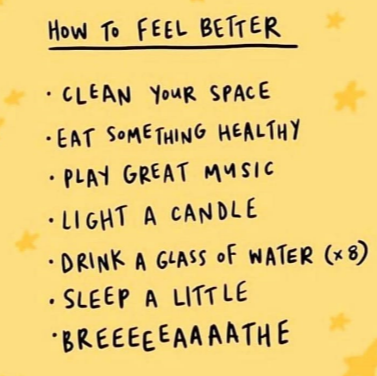 HOW TO FEEL BETTER
· CLEAN YOUR SPACE
· EAT SOMETHING HEALTHY
· PLAY GREAT MUSIC
· LIGHT A CANDLE
· DRINK A GLASS OF WATER (x8)
· SLEEP A LITTLE
· BREEEEEAAAATHE